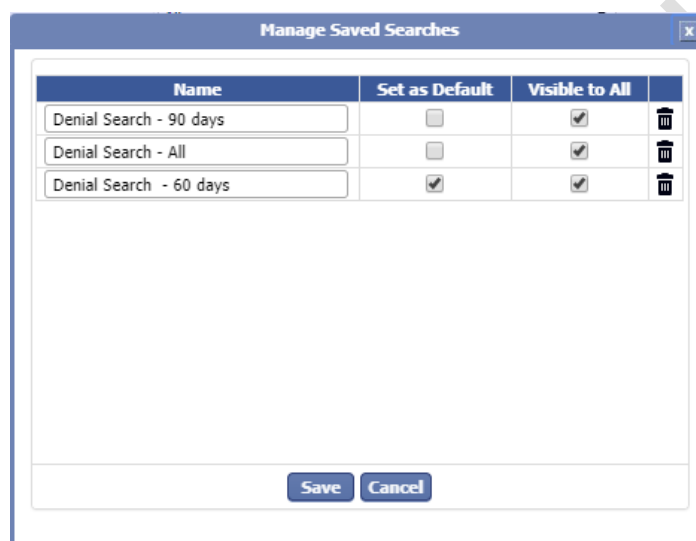 Manage Saved Searches
x
Name Set as Default Visible to All
Denial Search - 90 days
Denial Search - All
Denial Search - 60 days
Save Cancel